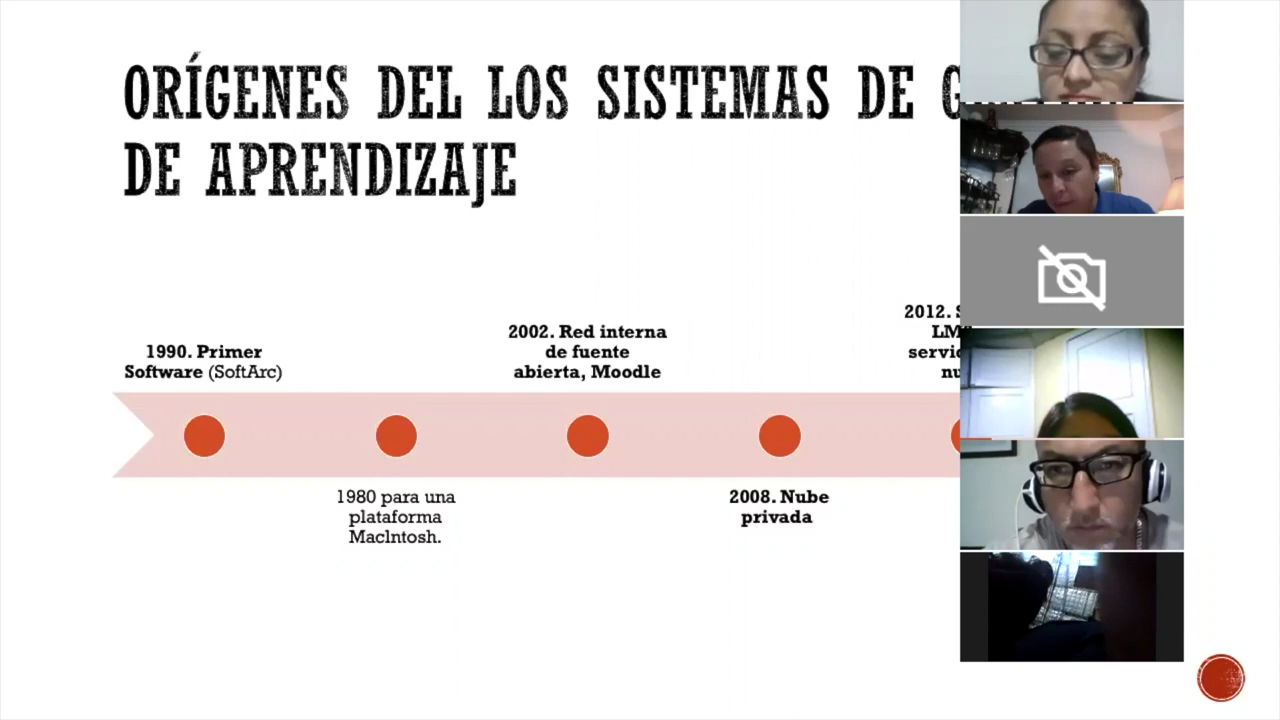 ORÍGENES DEL LOS SISTEMAS DE
DE APRENDIZAJE
1990. Primer
Software (SoftArc)
1980 para una
plataforma
MacIntosh.
2002. Red interna
de fuente
abierta, Moodle
2008. Nube
privada
2012.